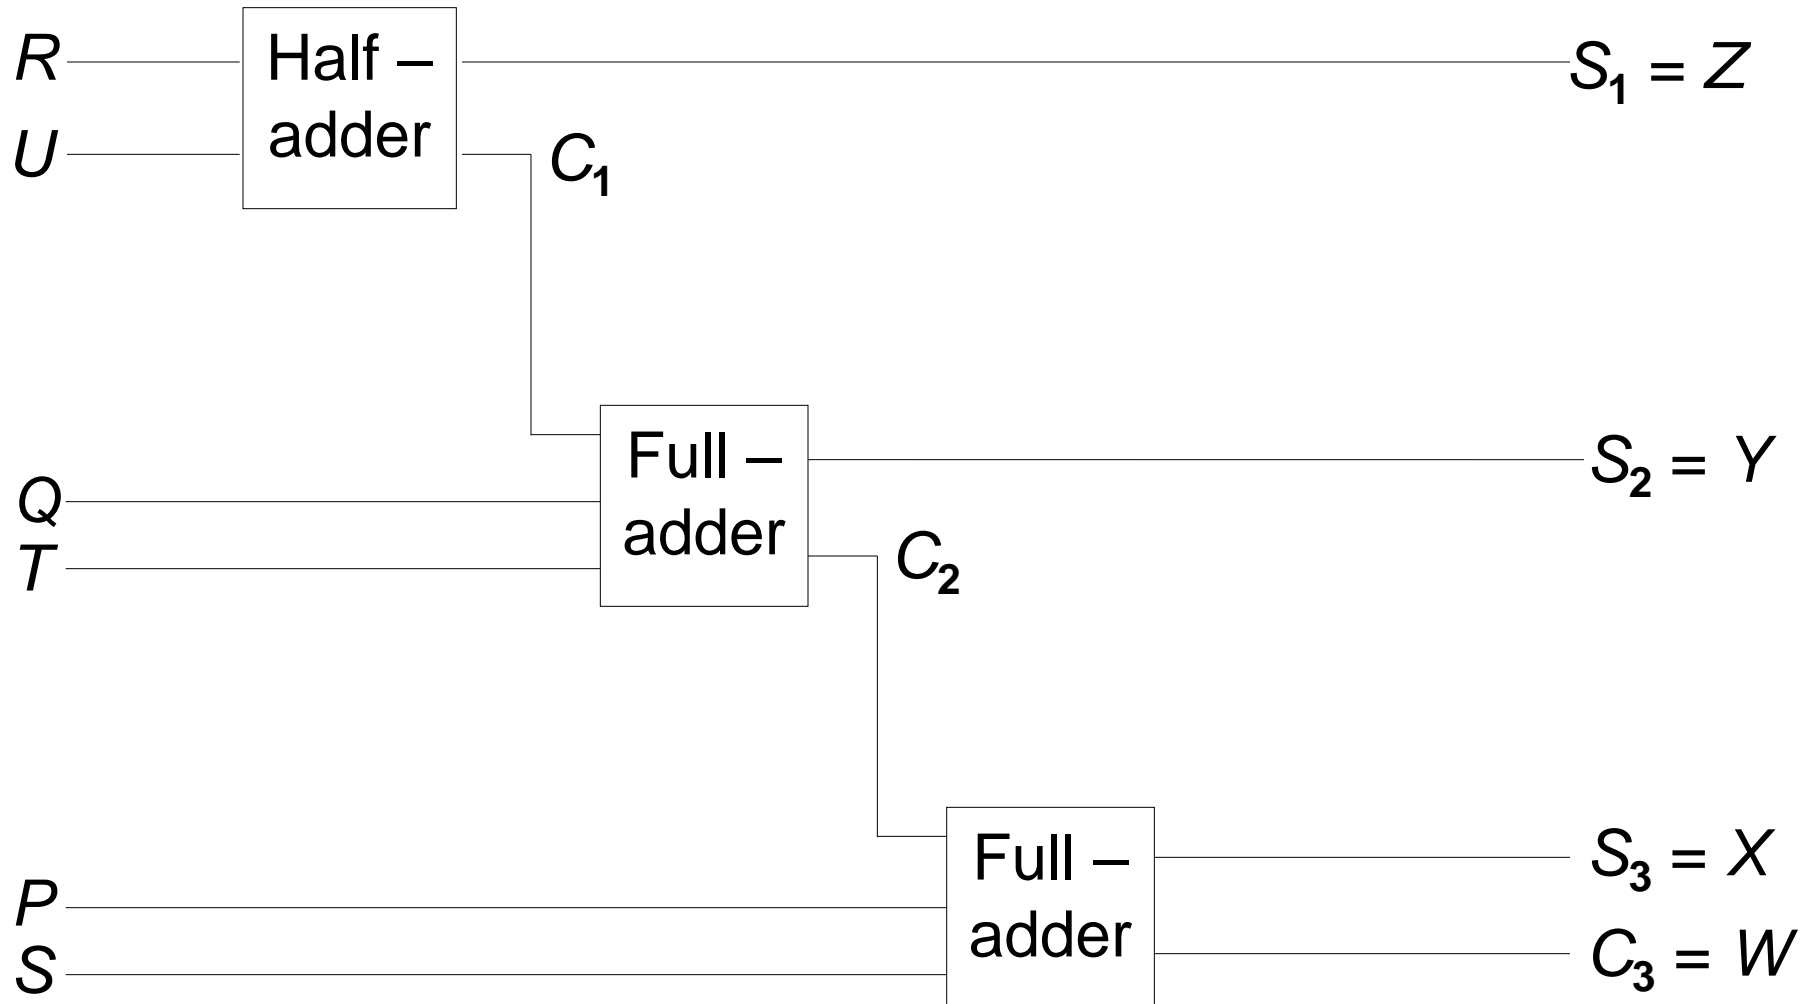 R
U
Half –
adder
S₁ = Z
C₁
Q
T
Full –
adder
S₂ = Y
C₂
P
S
Full –
adder
S₃ = X
C₃ = W